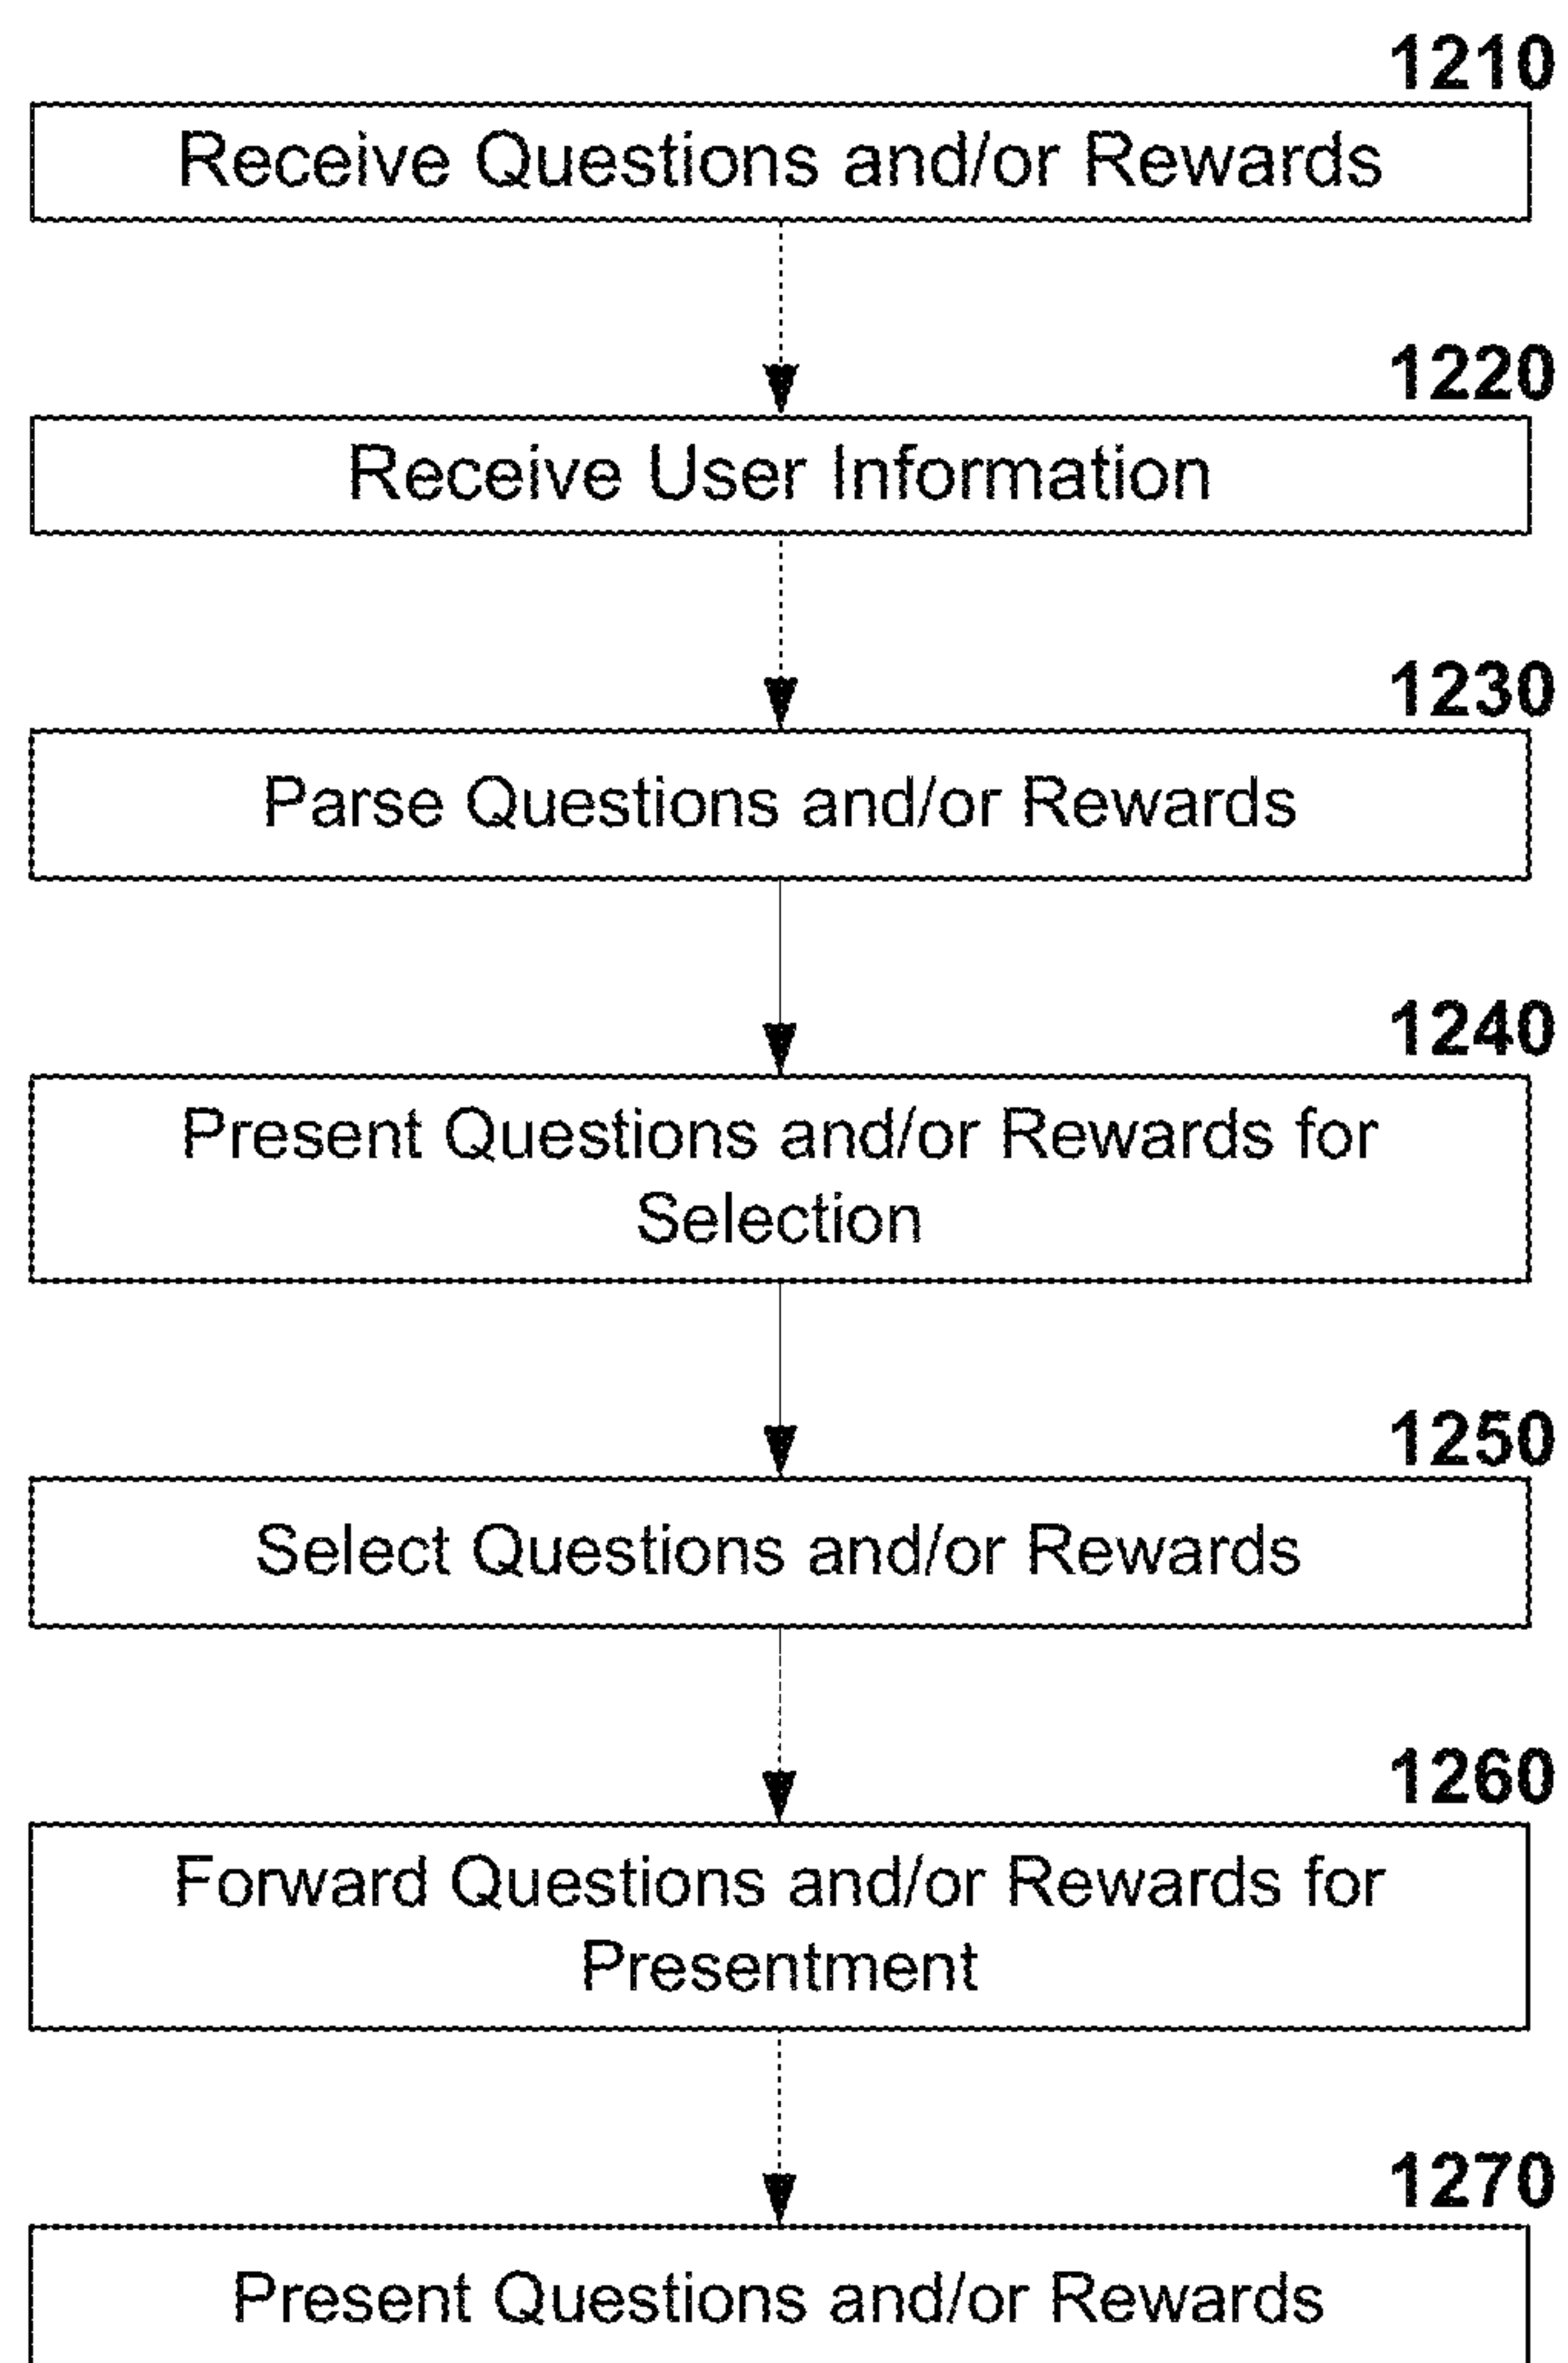 1210
Receive Questions and/or Rewards
1220
Receive User Information
1230
Parse Questions and/or Rewards
1240
Present Questions and/or Rewards for
Selection
1250
Select Questions and/or Rewards
1260
Forward Questions and/or Rewards for
Presentment
1270
Present Questions and/or Rewards